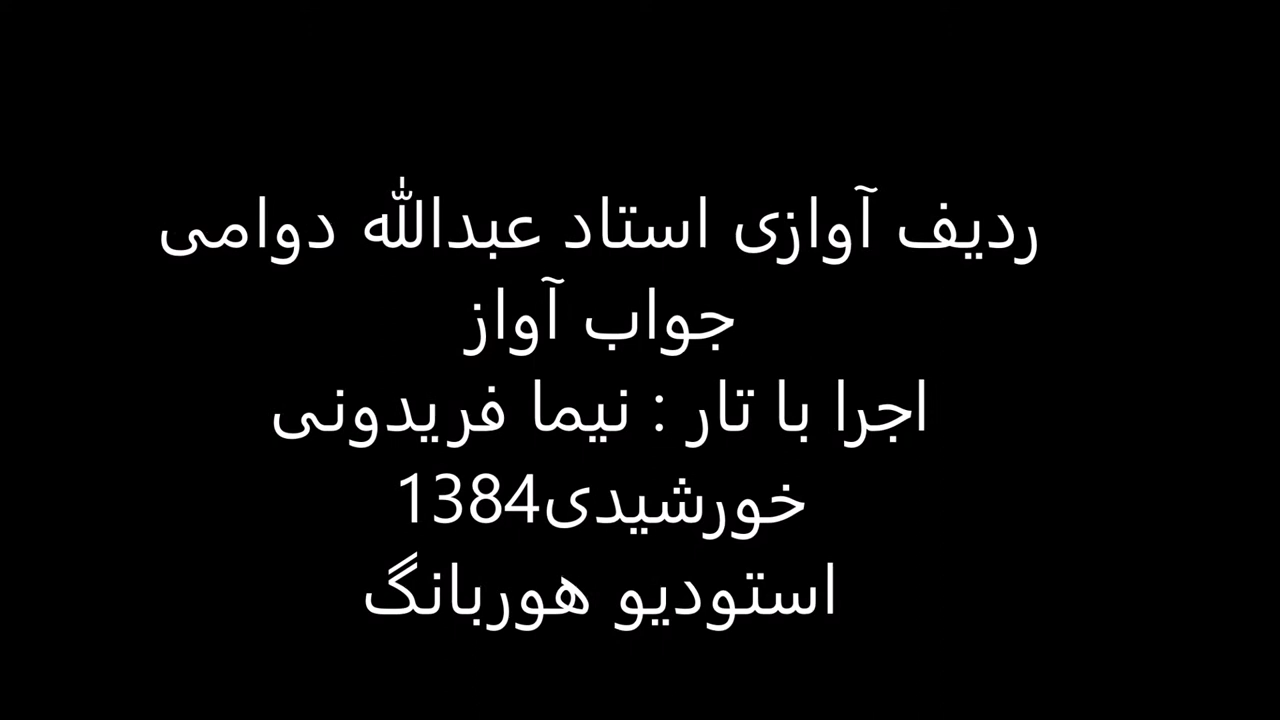 ردیف آوازی استاد عبدالله دوامی
جواب آواز
اجرا با تار : نیما فریدونی
خورشیدی1384
استودیو هوربانگ